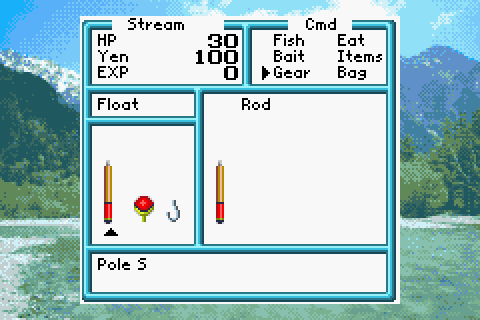 Stream
HP 30
Yen 100
EXP 0
Cmd
Fish Eat
Bait Items
Gear Bag
Float
Rod
Pole S